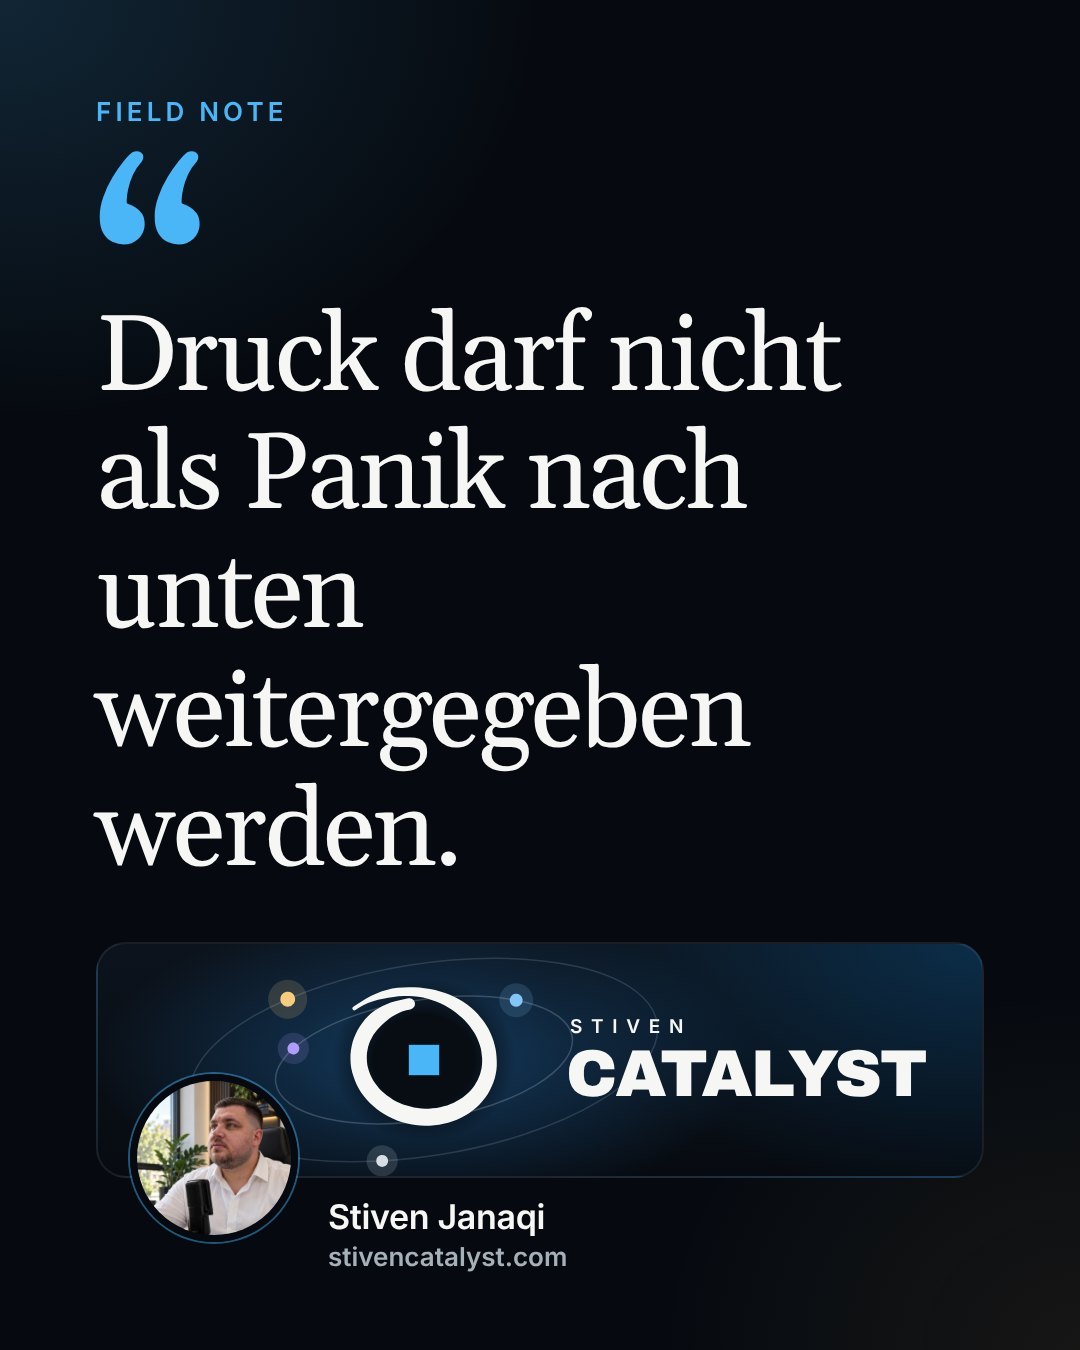 FIELD NOTE
“
Druck darf nicht
als Panik nach
unten
weitergegeben
werden.
STIVEN
CATALYST
Stiven Janaqi
stivencatalyst.com